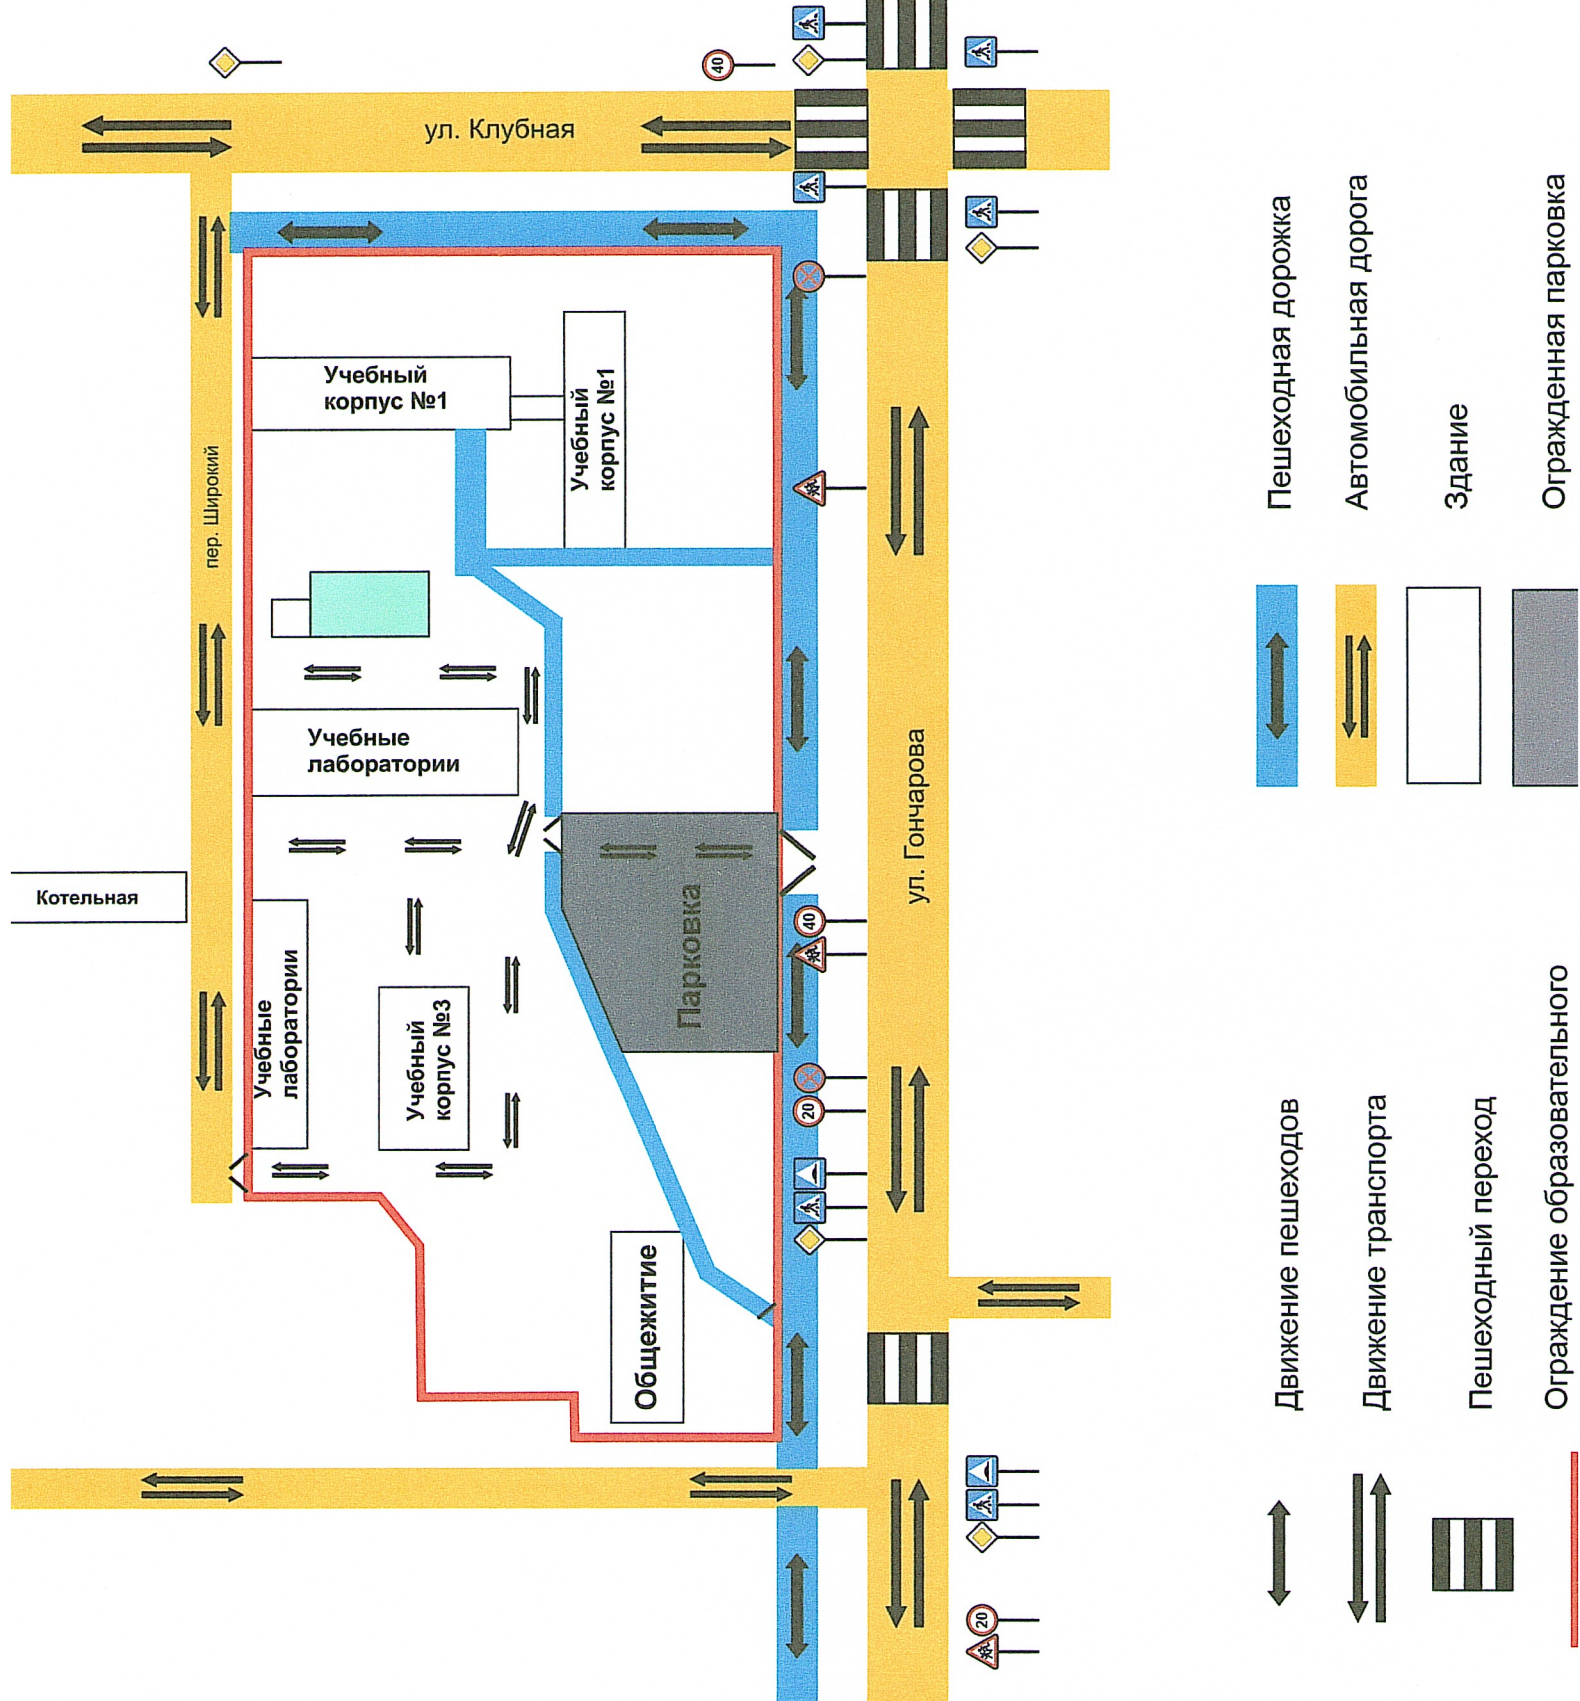 40
ул. Клубная
пер. Широкий
Учебный
корпус №1
Учебный
корпус №1
Учебные
лаборатории
Котельная
Учебные
лаборатории
Учебный
корпус №3
Парковка
ул. Гончарова
40
20
Общежитие
20
Пешеходная дорожка
Автомобильная дорога
Здание
Огражденная парковка
Движение пешеходов
Движение транспорта
Пешеходный переход
Ограждение образовательного